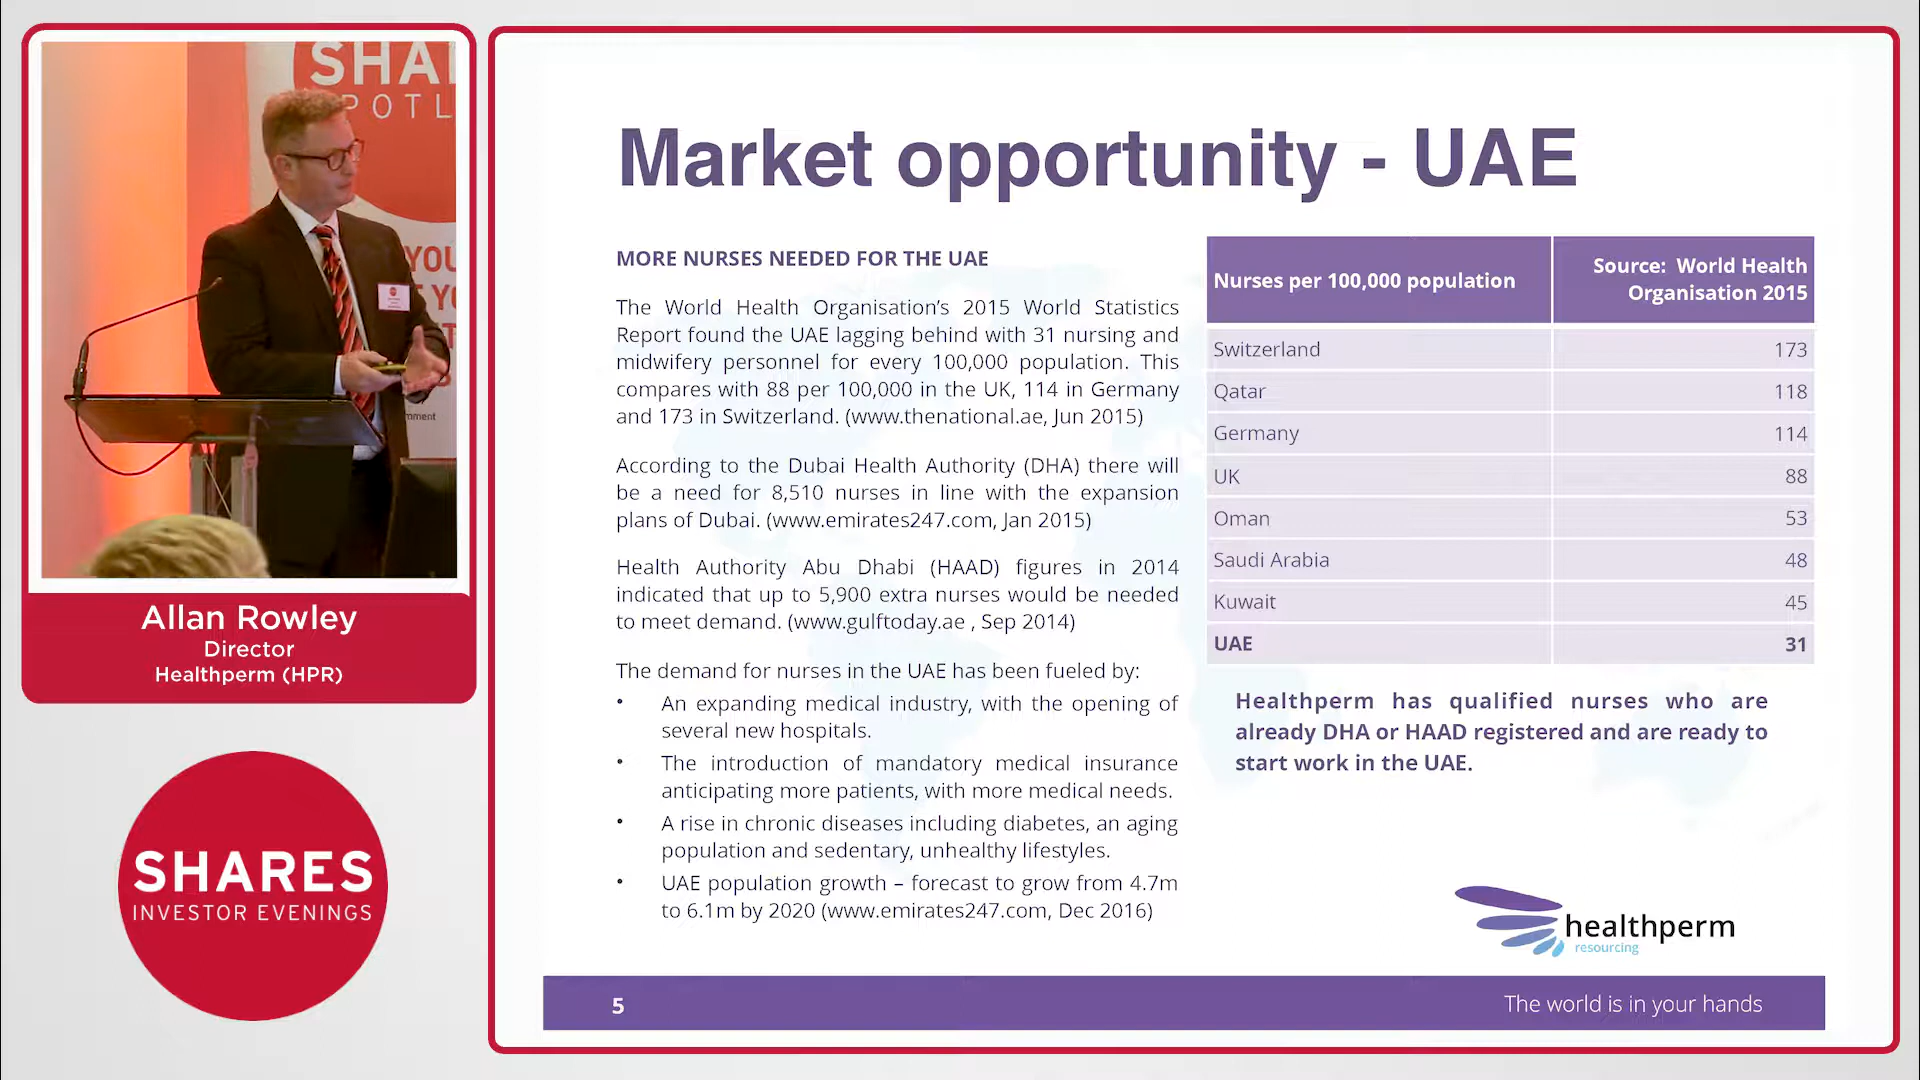 SHA
POTL
YOU
E YO
T
mment
Allan Rowley
Director
Healthperm (HPR)
SHARES
INVESTOR EVENINGS
Market opportunity - UAE
MORE NURSES NEEDED FOR THE UAE
The World Health Organisation’s 2015 World Statistics
Report found the UAE lagging behind with 31 nursing and
midwifery personnel for every 100,000 population. This
compares with 88 per 100,000 in the UK, 114 in Germany
and 173 in Switzerland. (www.thenational.ae, Jun 2015)
According to the Dubai Health Authority (DHA) there will
be a need for 8,510 nurses in line with the expansion
plans of Dubai. (www.emirates247.com, Jan 2015)
Health Authority Abu Dhabi (HAAD) figures in 2014
indicated that up to 5,900 extra nurses would be needed
to meet demand. (www.gulftoday.ae , Sep 2014)
The demand for nurses in the UAE has been fueled by:
• An expanding medical industry, with the opening of
several new hospitals.
• The introduction of mandatory medical insurance
anticipating more patients, with more medical needs.
• A rise in chronic diseases including diabetes, an aging
population and sedentary, unhealthy lifestyles.
• UAE population growth – forecast to grow from 4.7m
to 6.1m by 2020 (www.emirates247.com, Dec 2016)
Nurses per 100,000 population
Source: World Health
Organisation 2015
Switzerland 173
Qatar 118
Germany 114
UK 88
Oman 53
Saudi Arabia 48
Kuwait 45
UAE 31
Healthperm has qualified nurses who are
already DHA or HAAD registered and are ready to
start work in the UAE.
healthperm
resourcing
5
The world is in your hands